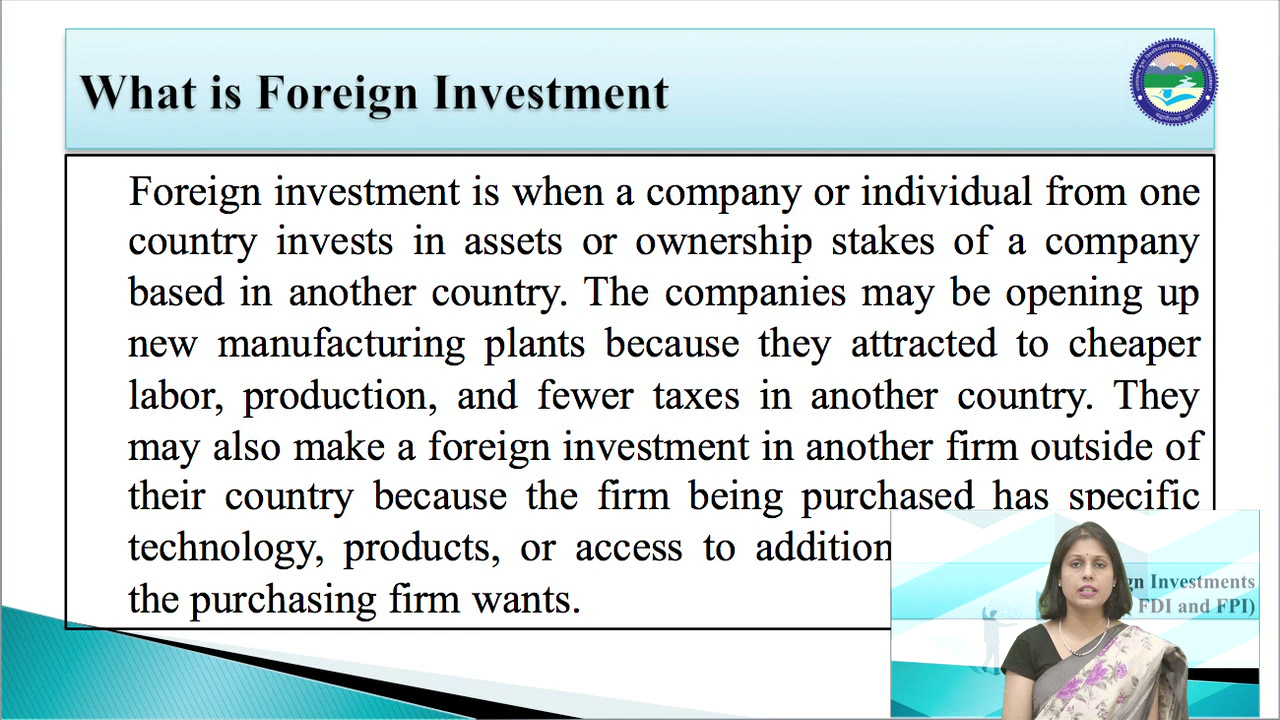 What is Foreign Investment
Foreign investment is when a company or individual from one
country invests in assets or ownership stakes of a company
based in another country. The companies may be opening up
new manufacturing plants because they attracted to cheaper
labor, production, and fewer taxes in another country. They
may also make a foreign investment in another firm outside of
their country because the firm being purchased has specific
technology, products, or access to addition
the purchasing firm wants.
gn Investments
FDI and FPI)